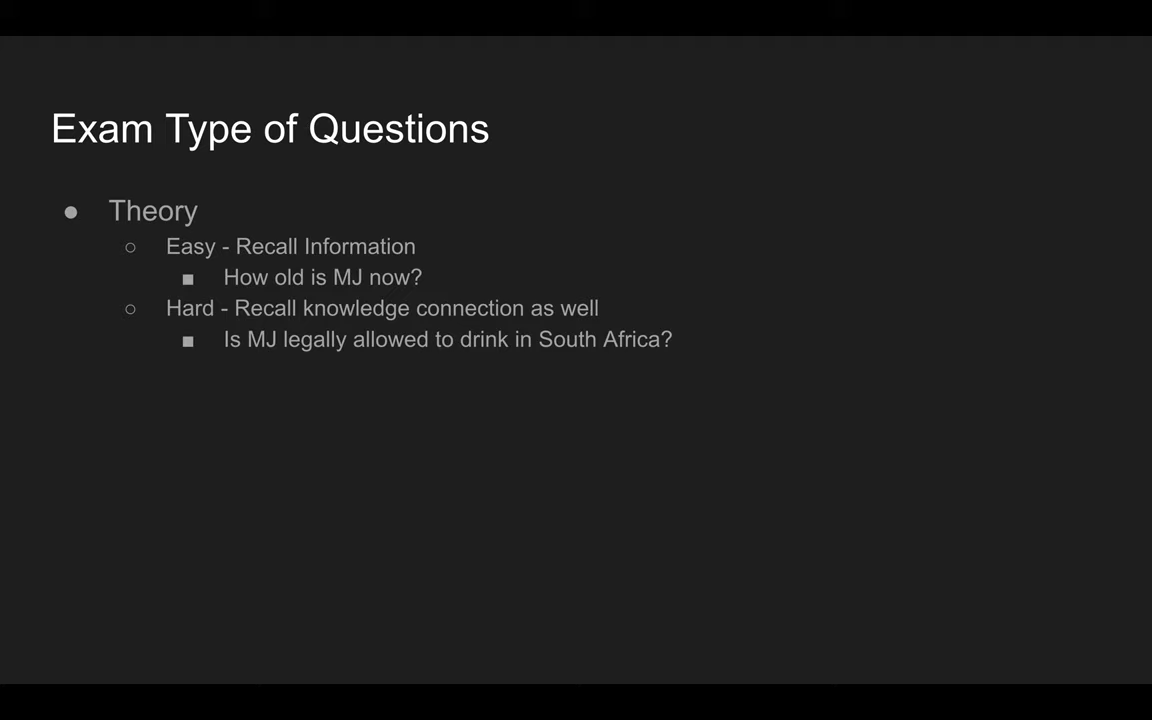 Exam Type of Questions
● Theory
○ Easy - Recall Information
■ How old is MJ now?
○ Hard - Recall knowledge connection as well
■ Is MJ legally allowed to drink in South Africa?